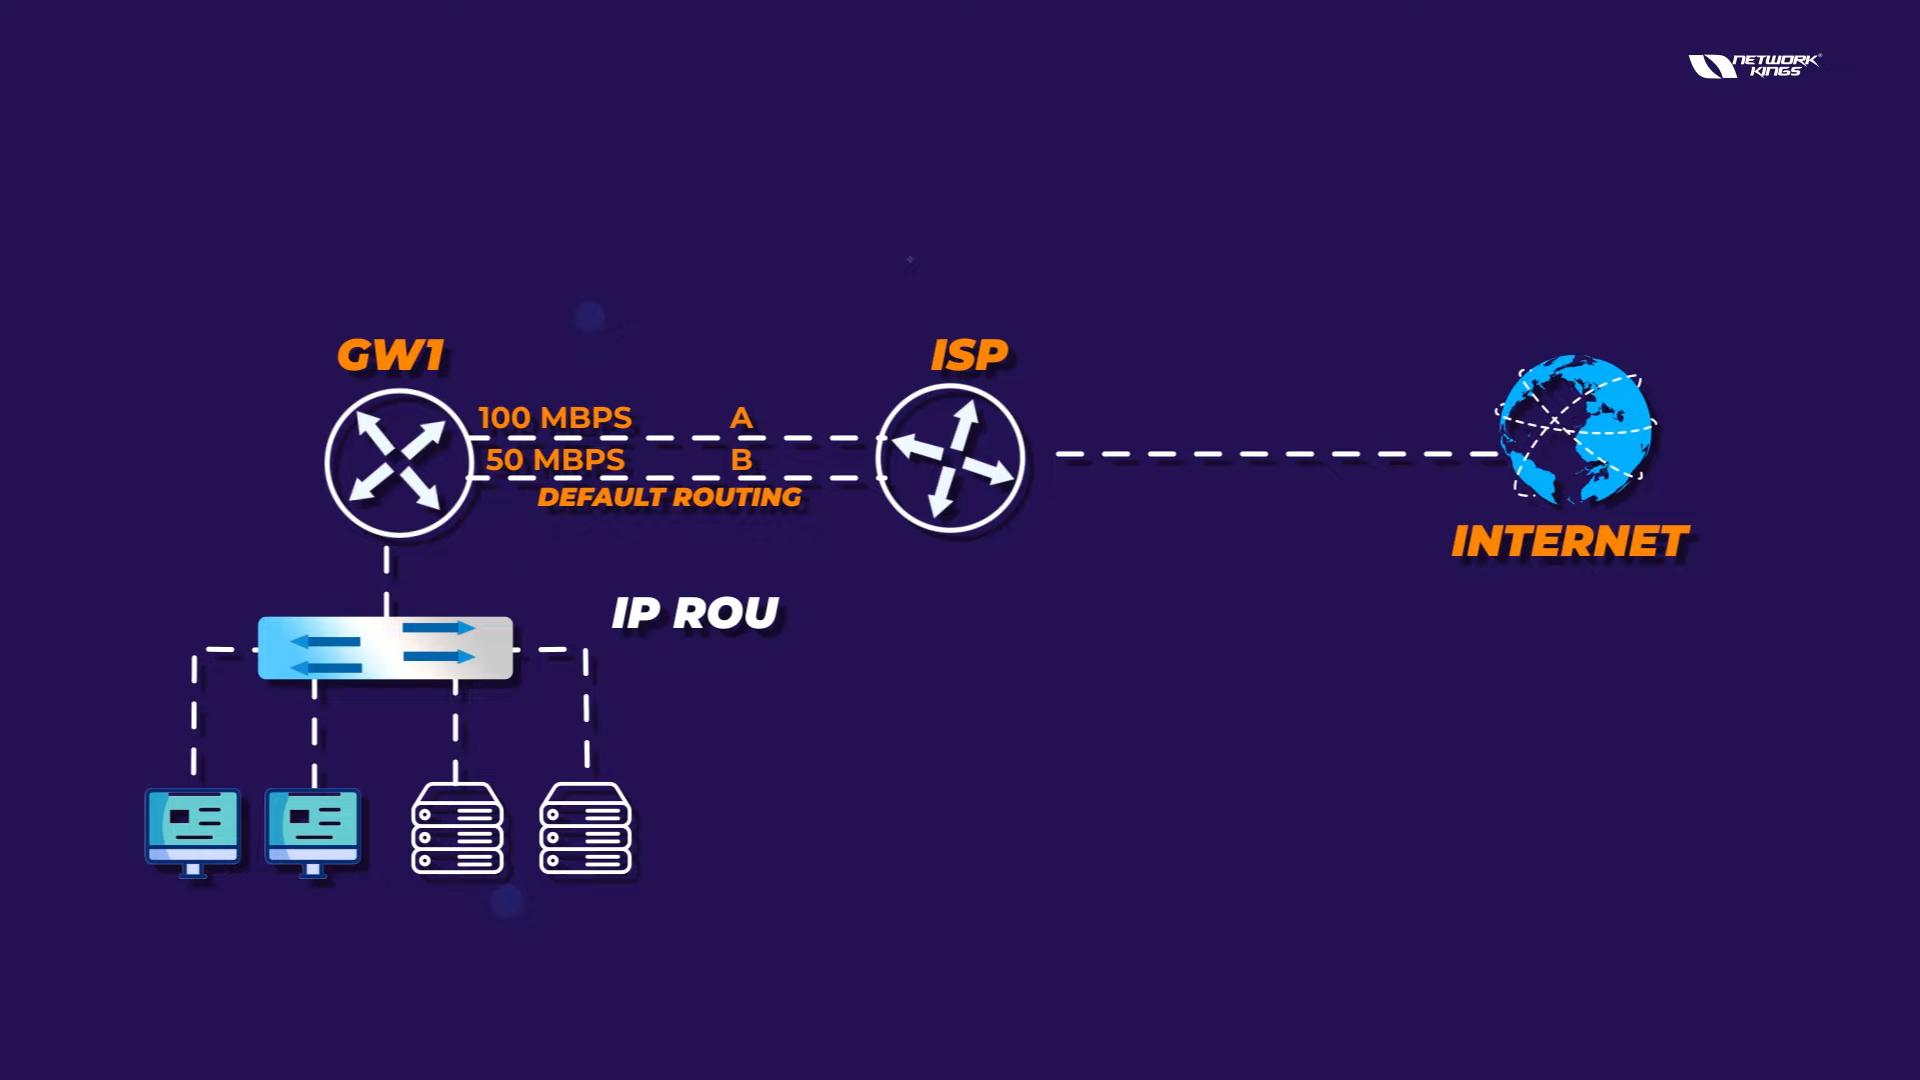 NETWORK
KINGS
GW1
ISP
100 MBPS A
50 MBPS B
DEFAULT ROUTING
INTERNET
IP ROU